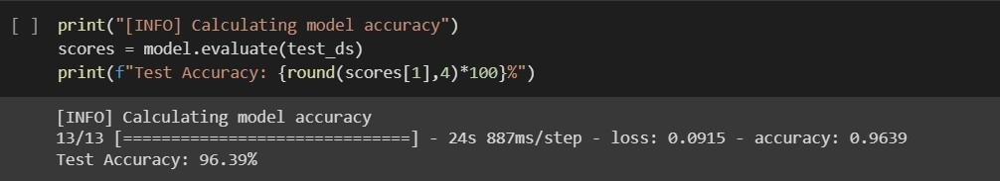 [ ] print("[INFO] Calculating model accuracy")
scores = model.evaluate(test_ds)
print(f"Test Accuracy: {round(scores[1],4)*100}%")
[INFO] Calculating model accuracy
13/13 [==============================] - 24s 887ms/step - loss: 0.0915 - accuracy: 0.9639
Test Accuracy: 96.39%